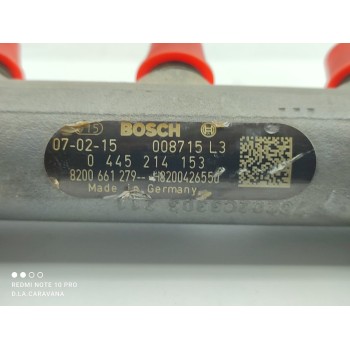 15 BOSCH
07-02-15 008715 L3
0 445 214 153
8200 661 279-- H8200426550
Made in Germany
REDMI NOTE 10 PRO
D.LA CARAVANA